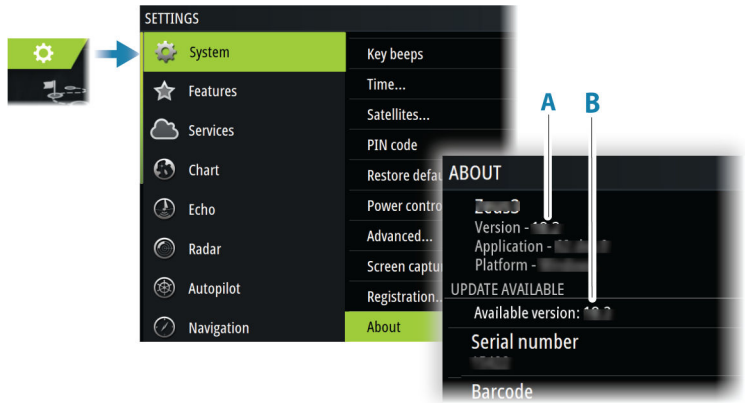 SETTINGS
System
Features
Services
Chart
Echo
Radar
Autopilot
Navigation
Key beeps
Time...
Satellites...
PIN code
Restore defau
Power contro
Advanced...
Screen captu
Registration...
About
A
B
ABOUT
Version -
Application -
Platform -
UPDATE AVAILABLE
Available version:
Serial number
Barcode